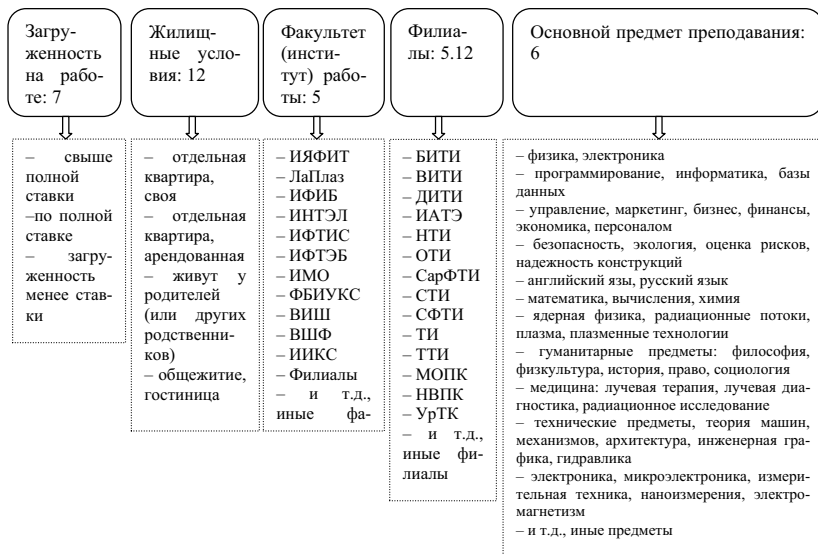 Загру-
женность
на рабо-
те: 7
Жилищ-
ные усло-
вия: 12
Факультет
(инсти-
тут) рабо-
ты: 5
Филиа-
лы: 5.12
Основной предмет преподавания:
6
– свыше
полной
ставки
–по полной
ставке
– загру-
женность
менее став-
ки
– отдельная
квартира,
своя
– отдельная
квартира,
арендованная
– живут у
родителей
(или других
родственни-
ков)
– общежитие,
гостиница
– ИЯФИТ
– ЛаПлаз
– ИФИБ
– ИНТЭЛ
– ИФТИС
– ИФТЭБ
– ИМО
– ФБИУКС
– ВИШ
– ВШФ
– ИИКС
– Филиалы
– и т.д.,
иные фа-
– БИТИ
– ВИТИ
– ДИТИ
– ИАТЭ
– НТИ
– ОТИ
– СарФТИ
– СТИ
– СФТИ
– ТИ
– ТТИ
– МОПК
– НВПК
– УрТК
– и т.д.,
иные фи-
лиалы
– физика, электроника
– программирование, информатика, базы
данных
– управление, маркетинг, бизнес, финансы,
экономика, персоналом
– безопасность, экология, оценка рисков,
надежность конструкций
– английский язы, русский язык
– математика, вычисления, химия
– ядерная физика, радиационные потоки,
плазма, плазменные технологии
– гуманитарные предметы: философия,
физкультура, история, право, социология
– медицина: лучевая терапия, лучевая диа-
гностика, радиационное исследование
– технические предметы, теория машин,
механизмов, архитектура, инженерная гра-
фика, гидравлика
– электроника, микроэлектроника, измери-
тельная техника, наноизмерения, электро-
магнетизм
– и т.д., иные предметы